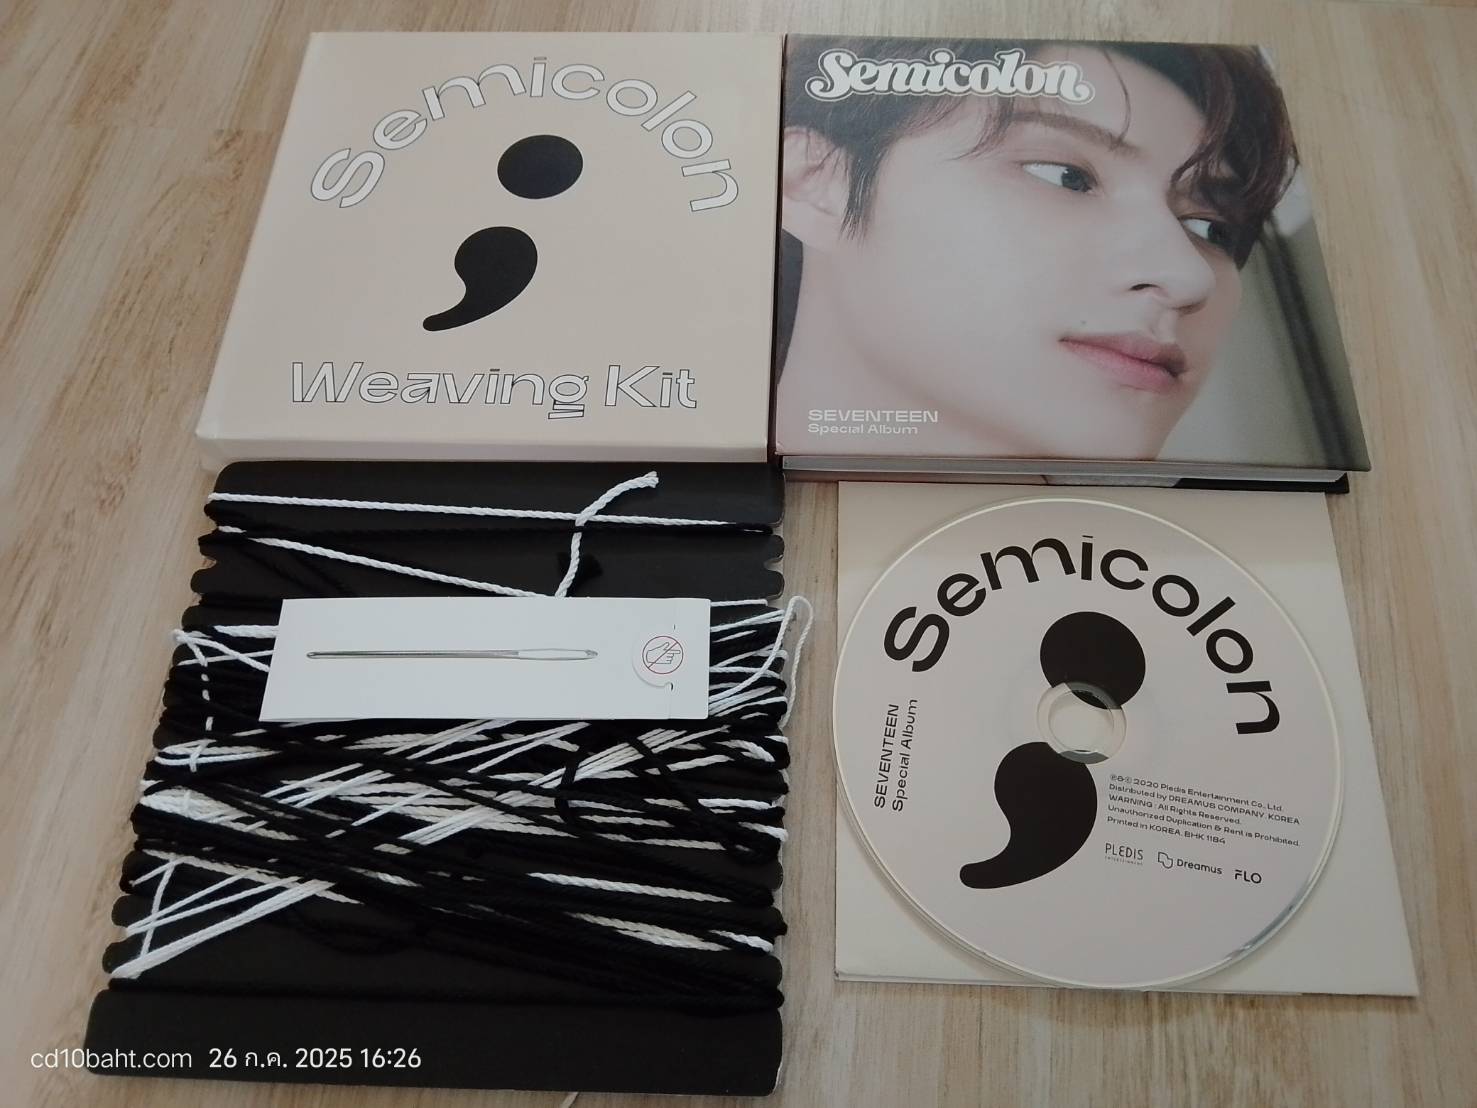 Semicolon
;
Weaving Kit
Semicolon
SEVENTEEN
Special Album
Semicolon
;
SEVENTEEN
Special Album
℗&© 2020 Pledis Entertainment Co., Ltd.
Distributed by DREAMUS COMPANY. KOREA
WARNING : All Rights Reserved.
Unauthorized Duplication & Rent is Prohibited.
Printed in KOREA. BHK 1184
PLEDIS
ENTERTAINMENT
Dreamus
FLO
cd10baht.com 26 ก.ค. 2025 16:26